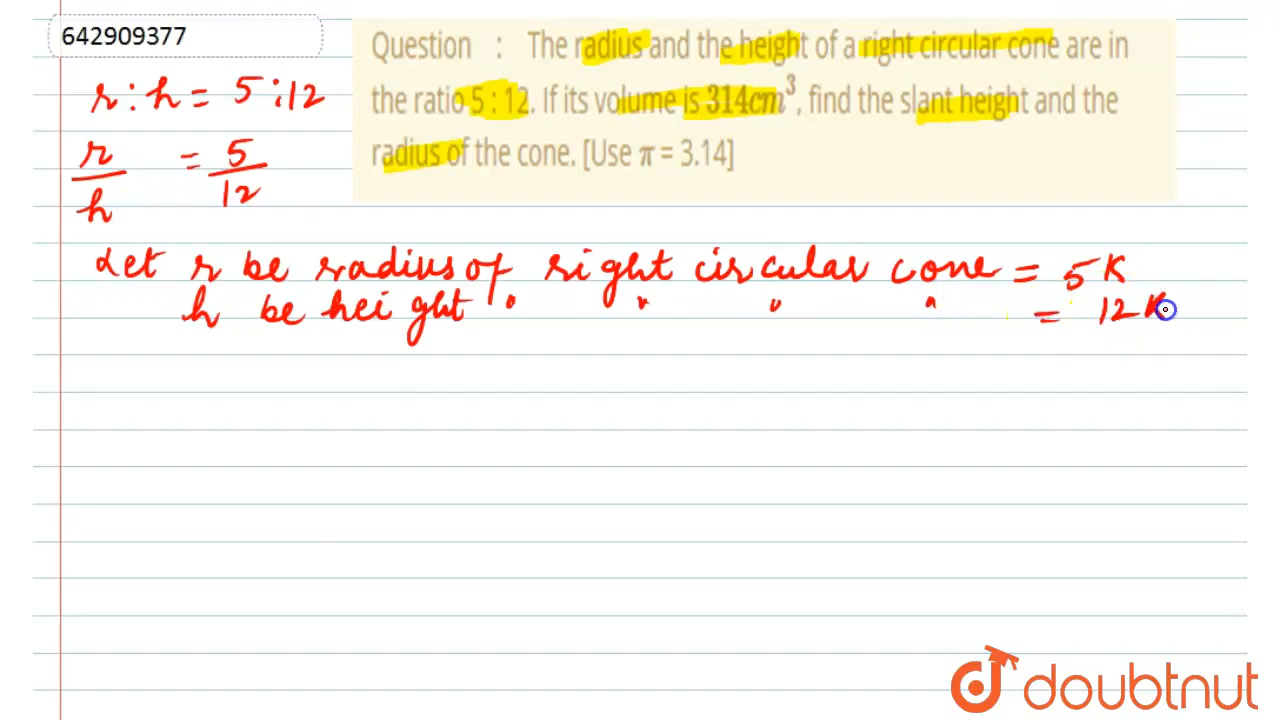 642909377
Question : The radius and the height of a right circular cone are in
the ratio 5 : 12. If its volume is 314cm³, find the slant height and the
radius of the cone. [Use π = 3.14]
r : h = 5 : 12
r/h = 5/12
Let r be radius of right circular cone = 5K
h be height " " " " = 12K
doubtnut